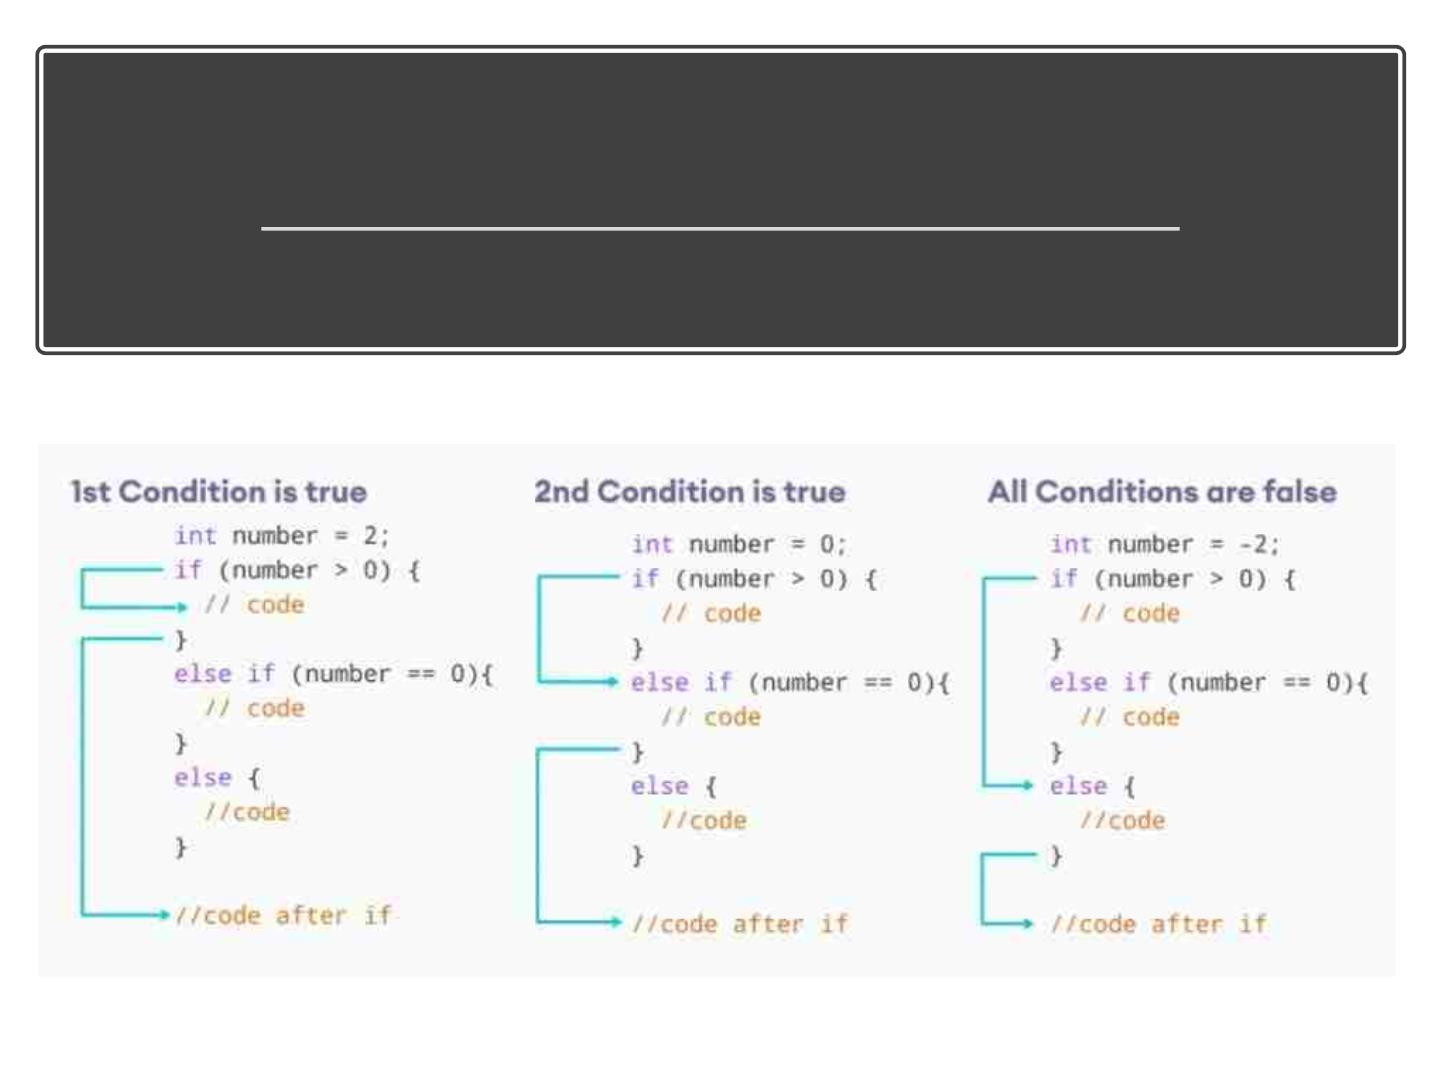 1st Condition is true
int number = 2;
if (number > 0) {
// code
}
else if (number == 0){
// code
}
else {
//code
}
//code after if
2nd Condition is true
int number = 0;
if (number > 0) {
// code
}
else if (number == 0){
// code
}
else {
//code
}
//code after if
All Conditions are false
int number = -2;
if (number > 0) {
// code
}
else if (number == 0){
// code
}
else {
//code
}
//code after if